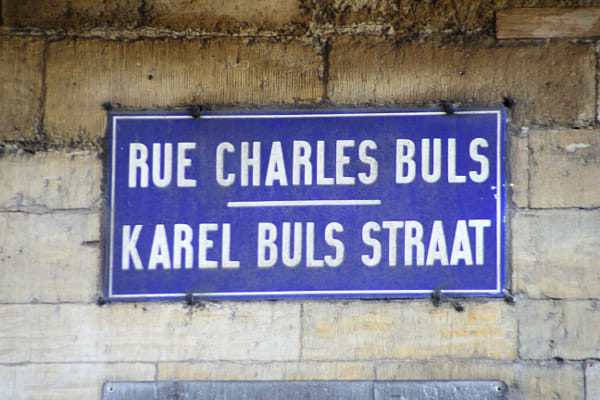 RUE CHARLES BULS
KAREL BULS STRAAT